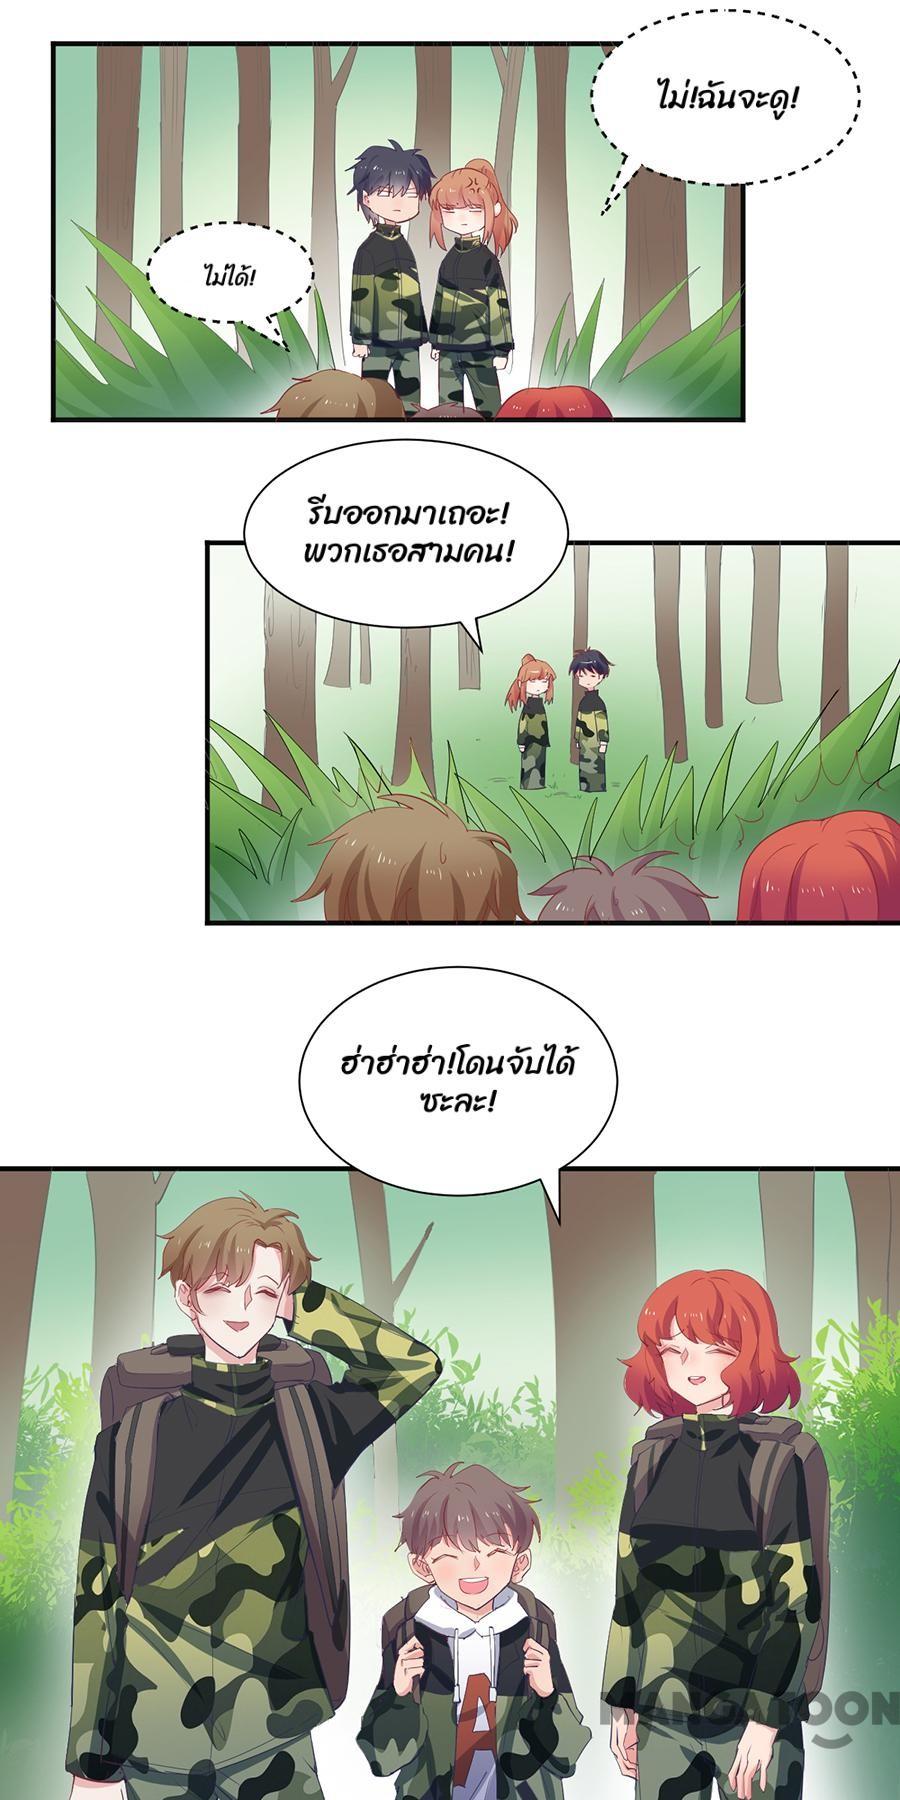 ไม่!ฉันจะดู!
ไม่ได้!
รีบออกมาเถอะ!
พวกเธอสามคน!
ฮ่าฮ่าฮ่า!โดนจับได้
ซะละ!
A
MANGATOON